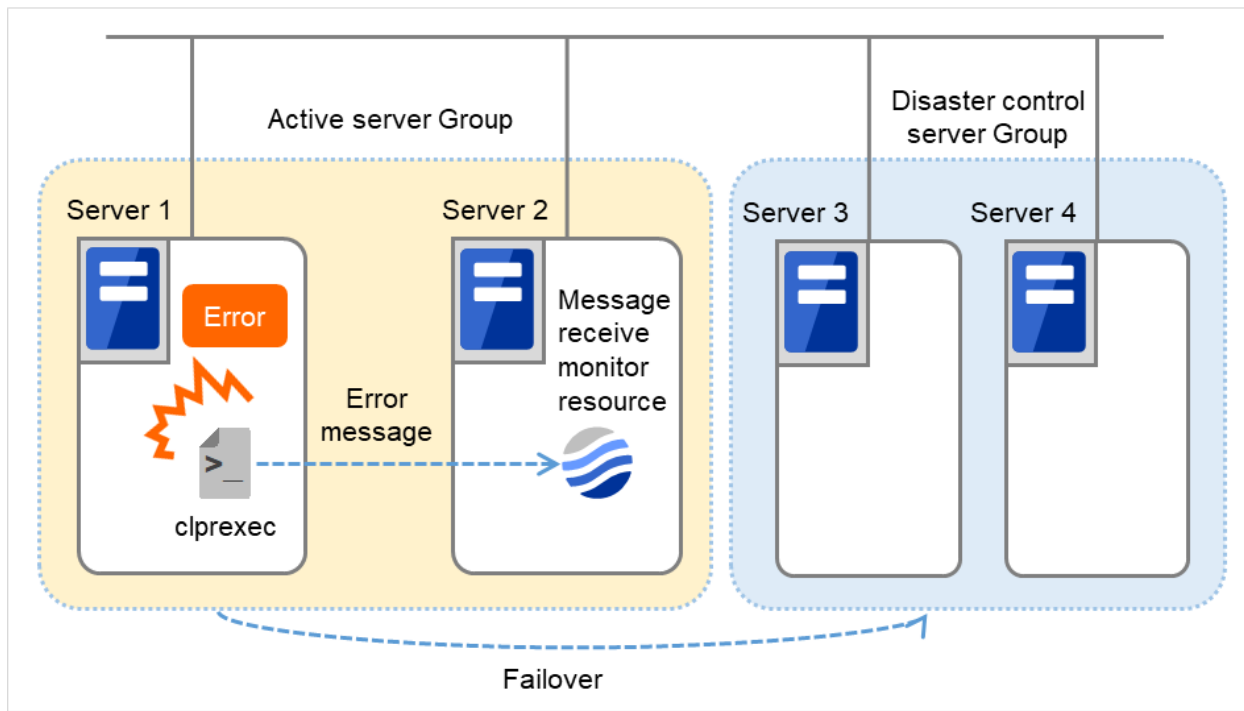 Active server Group
Disaster control
server Group
Server 1
Server 2
Server 3
Server 4
Error
Message
receive
monitor
resource
Error
message
>_
clprexec
Failover